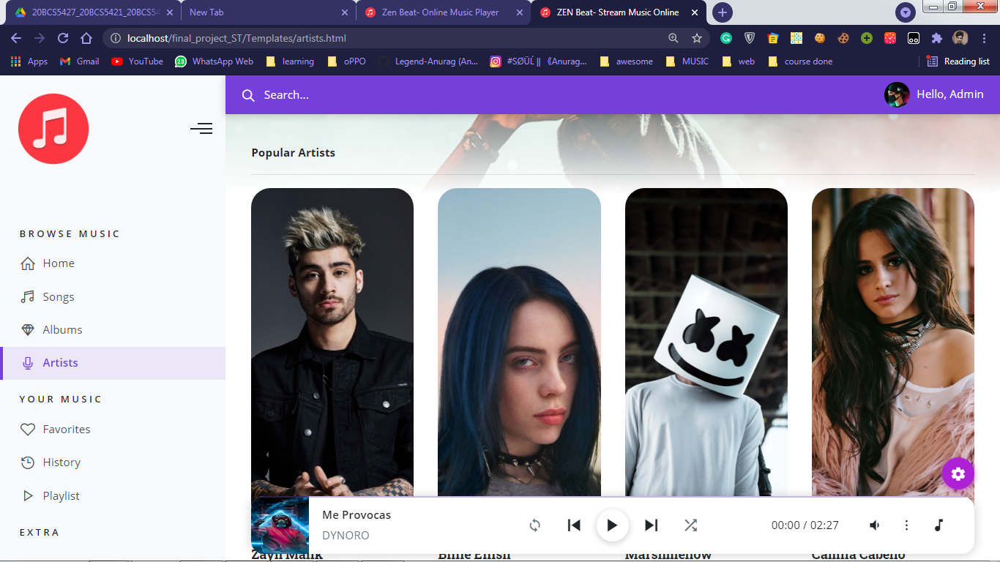 20BCS5427_20BCS5421_20BCS54
New Tab
Zen Beat- Online Music Player
ZEN Beat- Stream Music Online
localhost/final_project_ST/Templates/artists.html
Apps
Gmail
YouTube
23
WhatsApp Web
learning
oPPO
Legend-Anurag (An...
#SØÜĹ || 《Anurag...
awesome
MUSIC
web
course done
Reading list
Search...
Hello, Admin
Popular Artists
BROWSE MUSIC
Home
Songs
Albums
Artists
YOUR MUSIC
Favorites
History
Playlist
EXTRA
Me Provocas
DYNORO
00:00 / 02:27
Zayn Malik
Billie Eilish
Marshmellow
Camila Cabello